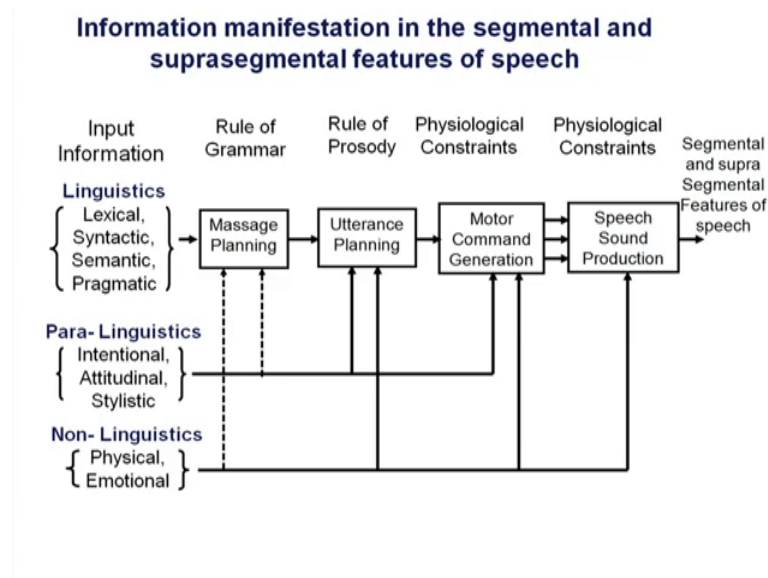 Information manifestation in the segmental and
suprasegmental features of speech
Input
Information
Rule of
Grammar
Rule of
Prosody
Physiological
Constraints
Physiological
Constraints
Segmental
and supra
Segmental
Features of
speech
Linguistics
Lexical,
Syntactic,
Semantic,
Pragmatic
Massage
Planning
Utterance
Planning
Motor
Command
Generation
Speech
Sound
Production
Para- Linguistics
Intentional,
Attitudinal,
Stylistic
Non- Linguistics
Physical,
Emotional